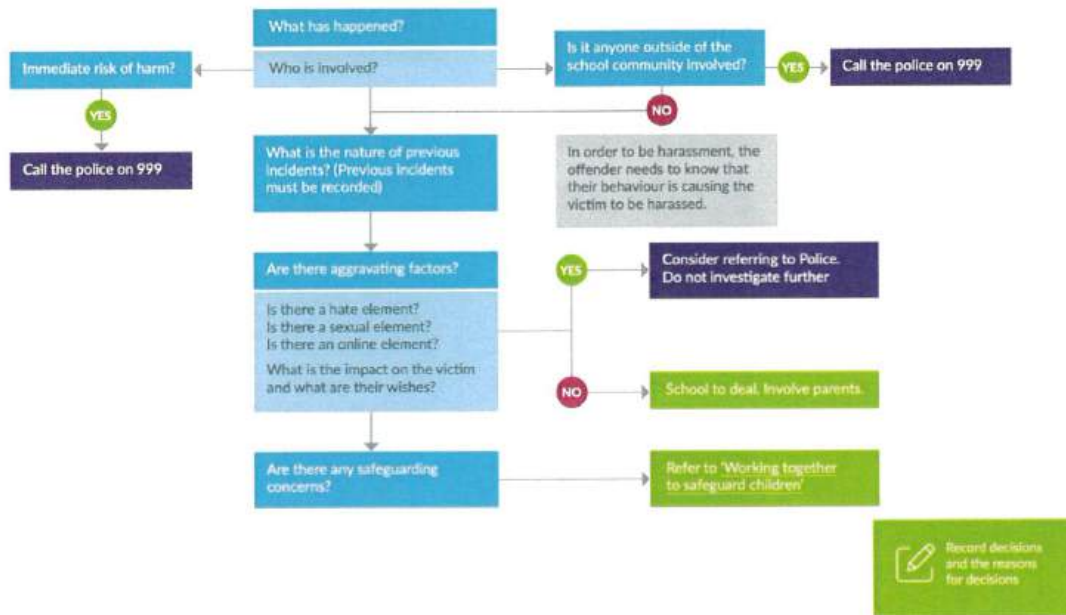 What has happened?
Who is involved?
Immediate risk of harm?
YES
Call the police on 999
Is it anyone outside of the
school community involved?
YES
Call the police on 999
NO
In order to be harassment, the
offender needs to know that
their behaviour is causing the
victim to be harassed.
What is the nature of previous
incidents? (Previous incidents
must be recorded)
Are there aggravating factors?
Is there a hate element?
Is there a sexual element?
Is there an online element?
What is the impact on the victim
and what are their wishes?
YES
Consider referring to Police.
Do not investigate further
NO
School to deal. Involve parents.
Are there any safeguarding
concerns?
Refer to 'Working together
to safeguard children'
Record decisions
and the reasons
for decisions